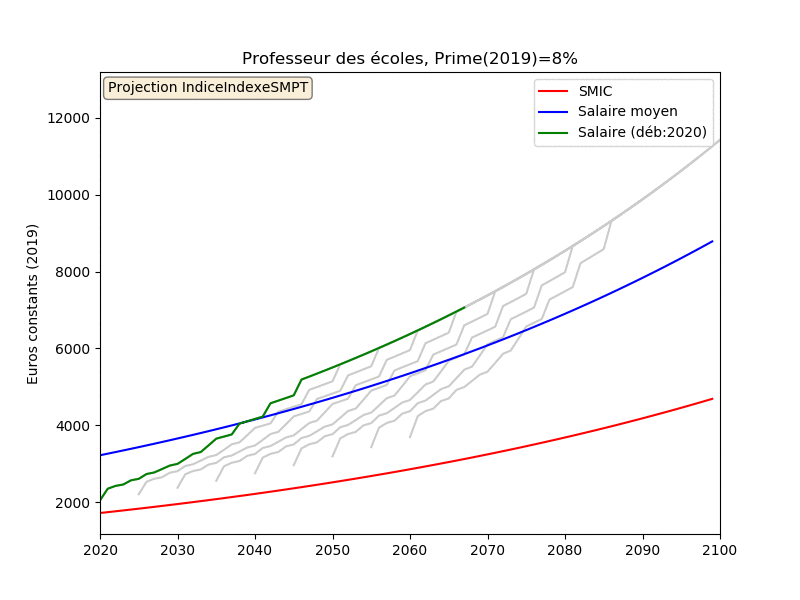 Professeur des écoles, Prime(2019)=8%
Projection IndiceIndexeSMPT
SMIC
Salaire moyen
Salaire (déb:2020)
Euros constants (2019)
12000
10000
8000
6000
4000
2000
2020 2030 2040 2050 2060 2070 2080 2090 2100